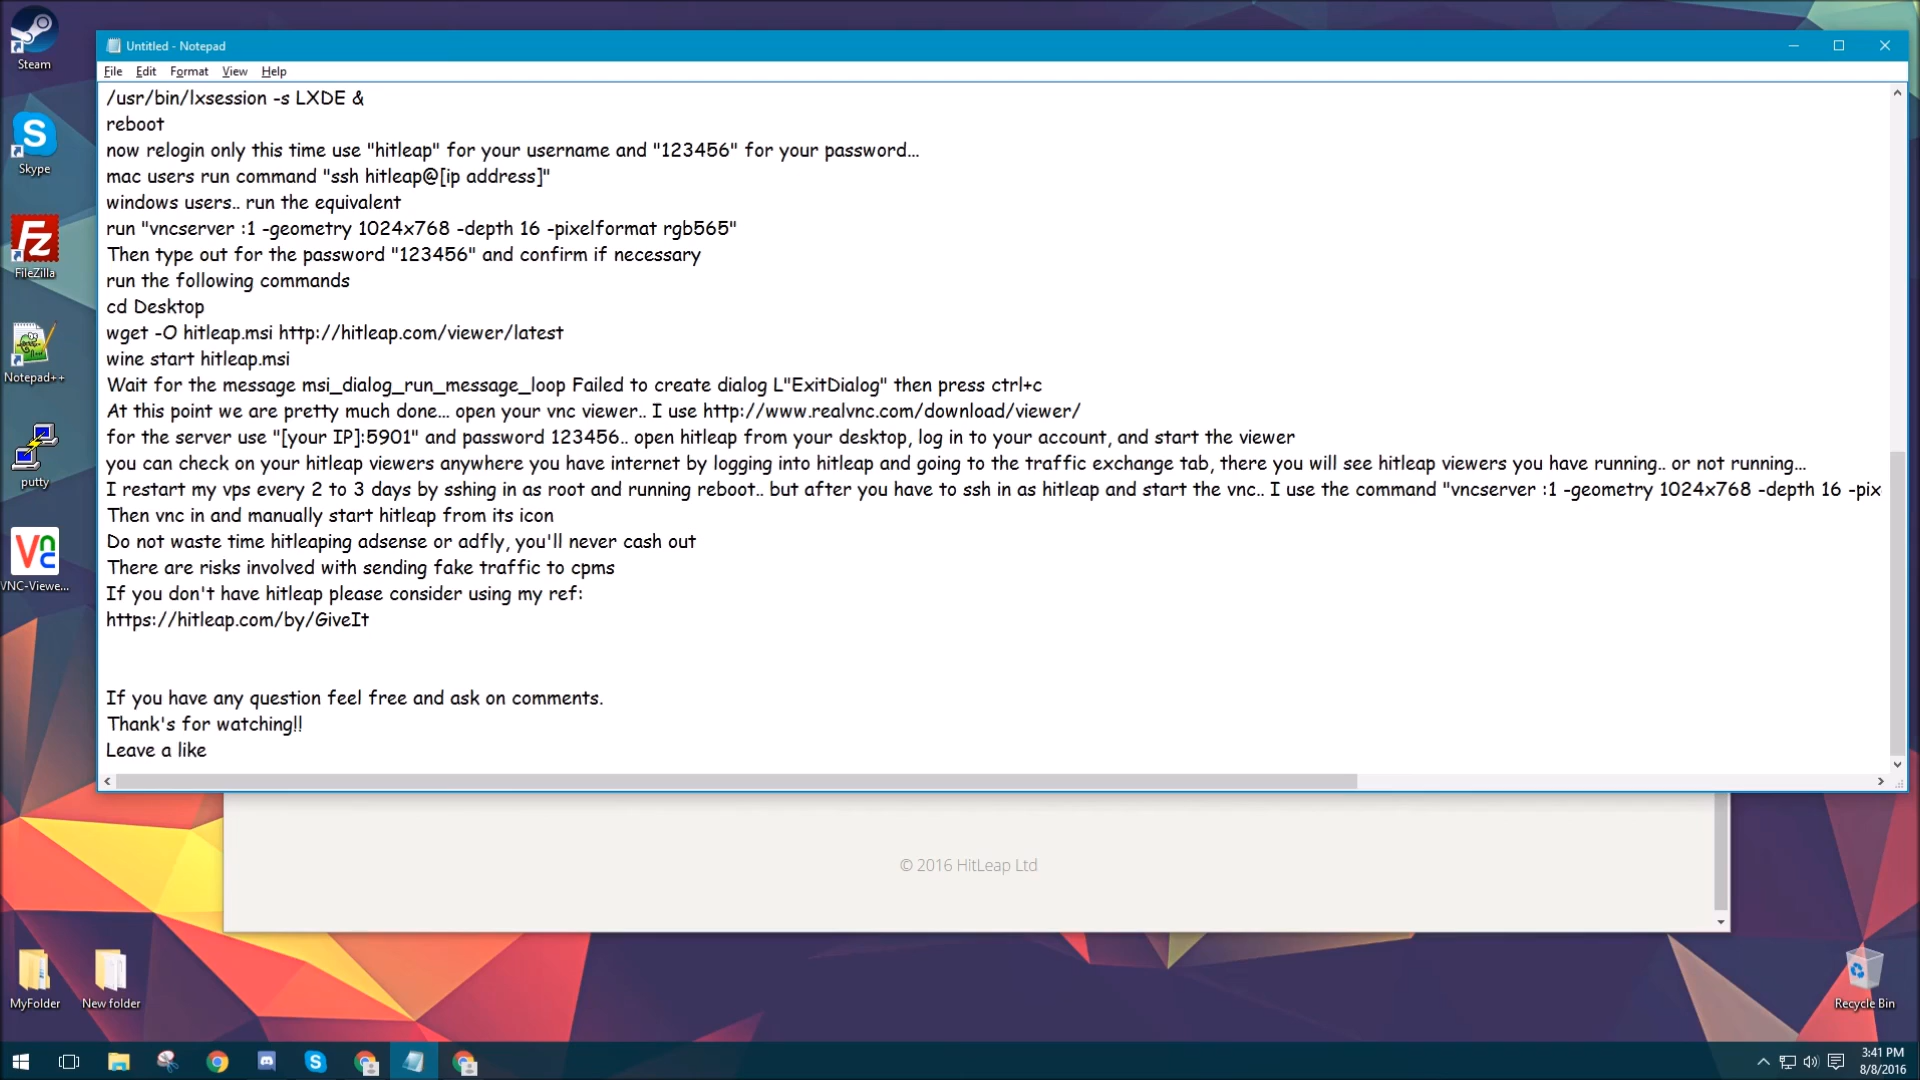 Steam
Skype
FileZilla
Notepad++
putty
VNC-Viewe...
Untitled - Notepad
File Edit Format View Help
/usr/bin/lxsession -s LXDE &
reboot
now relogin only this time use "hitleap" for your username and "123456" for your password...
mac users run command "ssh hitleap@[ip address]"
windows users.. run the equivalent
run "vncserver :1 -geometry 1024x768 -depth 16 -pixelformat rgb565"
Then type out for the password "123456" and confirm if necessary
run the following commands
cd Desktop
wget -O hitleap.msi http://hitleap.com/viewer/latest
wine start hitleap.msi
Wait for the message msi_dialog_run_message_loop Failed to create dialog L"ExitDialog" then press ctrl+c
At this point we are pretty much done... open your vnc viewer.. I use http://www.realvnc.com/download/viewer/
for the server use "[your IP]:5901" and password 123456.. open hitleap from your desktop, log in to your account, and start the viewer
you can check on your hitleap viewers anywhere you have internet by logging into hitleap and going to the traffic exchange tab, there you will see hitleap viewers you have running.. or not running...
I restart my vps every 2 to 3 days by sshing in as root and running reboot.. but after you have to ssh in as hitleap and start the vnc.. I use the command "vncserver :1 -geometry 1024x768 -depth 16 -pix
Then vnc in and manually start hitleap from its icon
Do not waste time hitleaping adsense or adfly, you'll never cash out
There are risks involved with sending fake traffic to cpms
If you don't have hitleap please consider using my ref:
https://hitleap.com/by/GiveIt
If you have any question feel free and ask on comments.
Thank's for watching!!
Leave a like
© 2016 HitLeap Ltd
MyFolder
New folder
Recycle Bin
3:41 PM
8/8/2016